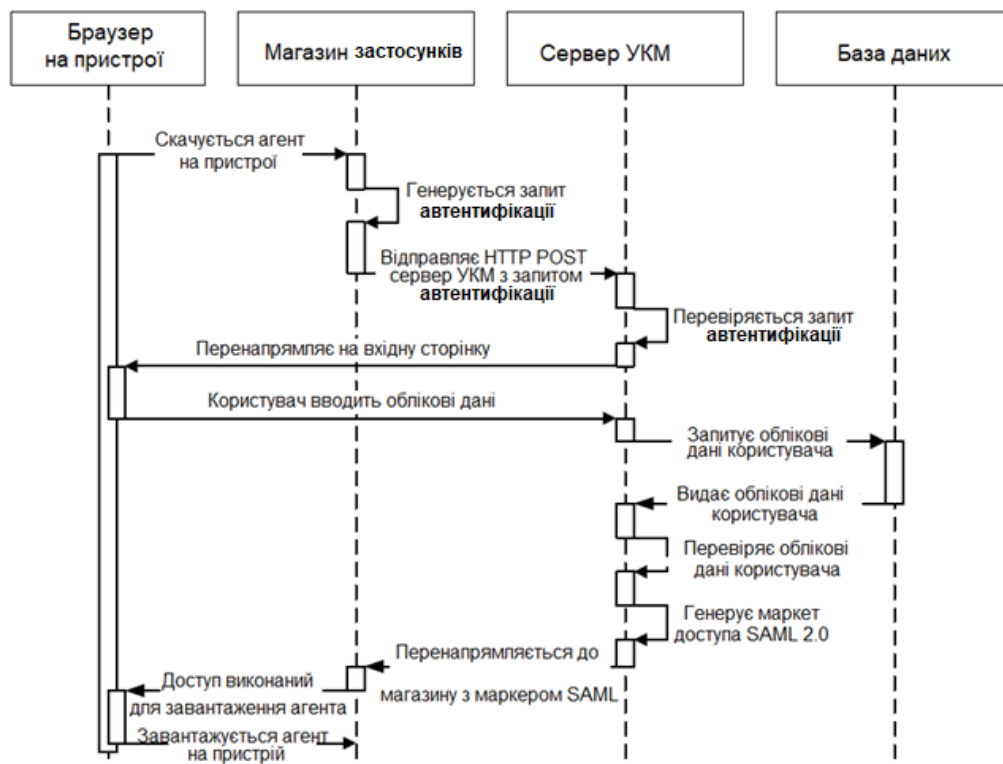 Браузер
на пристрої
Магазин застосунків
Сервер УКМ
База даних
Скачується агент
на пристрої
Генерується запит
автентифікації
Відправляє HTTP POST
сервер УКМ з запитом
автентифікації
Перевіряється запит
автентифікації
Перенапрямляє на вхідну сторінку
Користувач вводить облікові дані
Запитує облікові
дані користувача
Видає облікові дані
користувача
Перевіряє облікові
дані користувача
Генерує маркет
доступа SAML 2.0
Перенапрямляється до
магазину з маркером SAML
Доступ виконаний
для завантаження агента
Завантажується агент
на пристрій